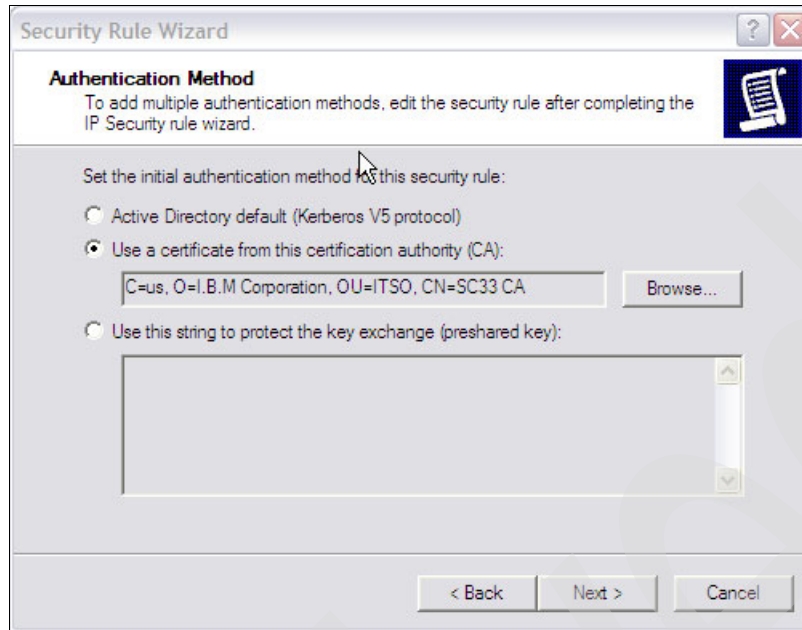 Security Rule Wizard
Authentication Method
To add multiple authentication methods, edit the security rule after completing the
IP Security rule wizard.
Set the initial authentication method for this security rule:
Active Directory default (Kerberos V5 protocol)
Use a certificate from this certification authority (CA):
C=us, O=I.B.M Corporation, OU=ITSO, CN=SC33 CA
Browse...
Use this string to protect the key exchange (preshared key):
< Back
Next >
Cancel